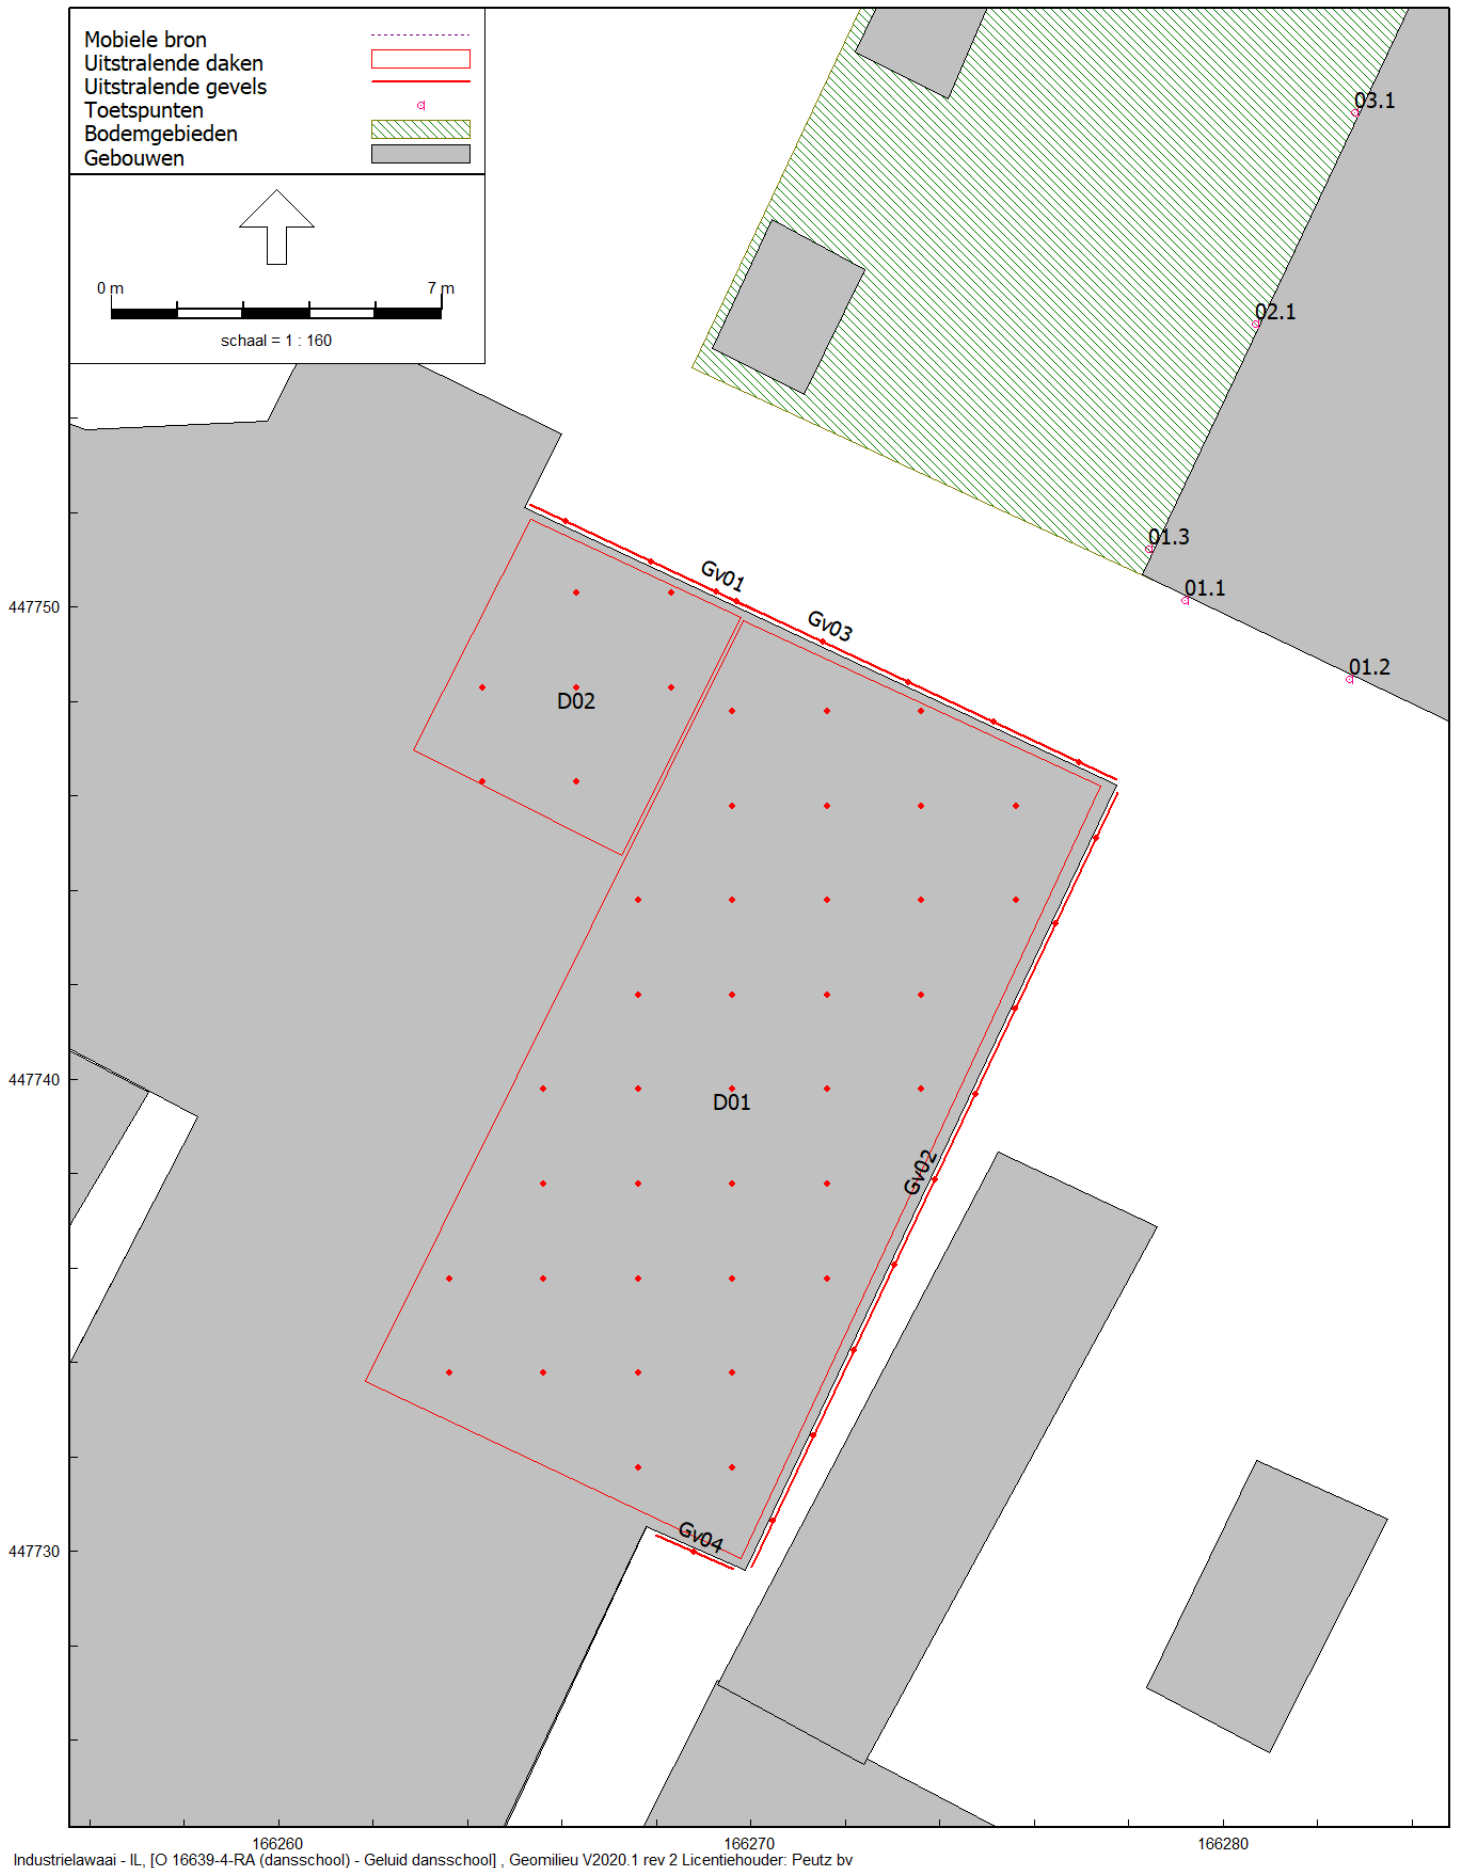 Mobiele bron
Uitstralende daken
Uitstralende gevels
Toetspunten
Bodemgebieden
Gebouwen
0 m 7 m
schaal = 1 : 160
03.1
02.1
01.3
01.1
01.2
Gv01
Gv03
D02
D01
Gv02
Gv04
447750
447740
447730
166260 166270 166280
Industrielawaai - IL, [O 16639-4-RA (dansschool) - Geluid dansschool] , Geomilieu V2020.1 rev 2 Licentiehouder: Peutz bv